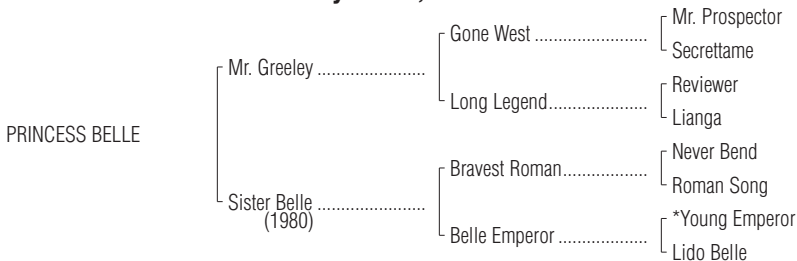 Mr. Prospector
Gone West ........................
Secrettame
Mr. Greeley .......................
Reviewer
Long Legend.....................
Lianga
PRINCESS BELLE
Never Bend
Bravest Roman..................
Roman Song
Sister Belle .......................
(1980)
*Young Emperor
Belle Emperor ...................
Lido Belle